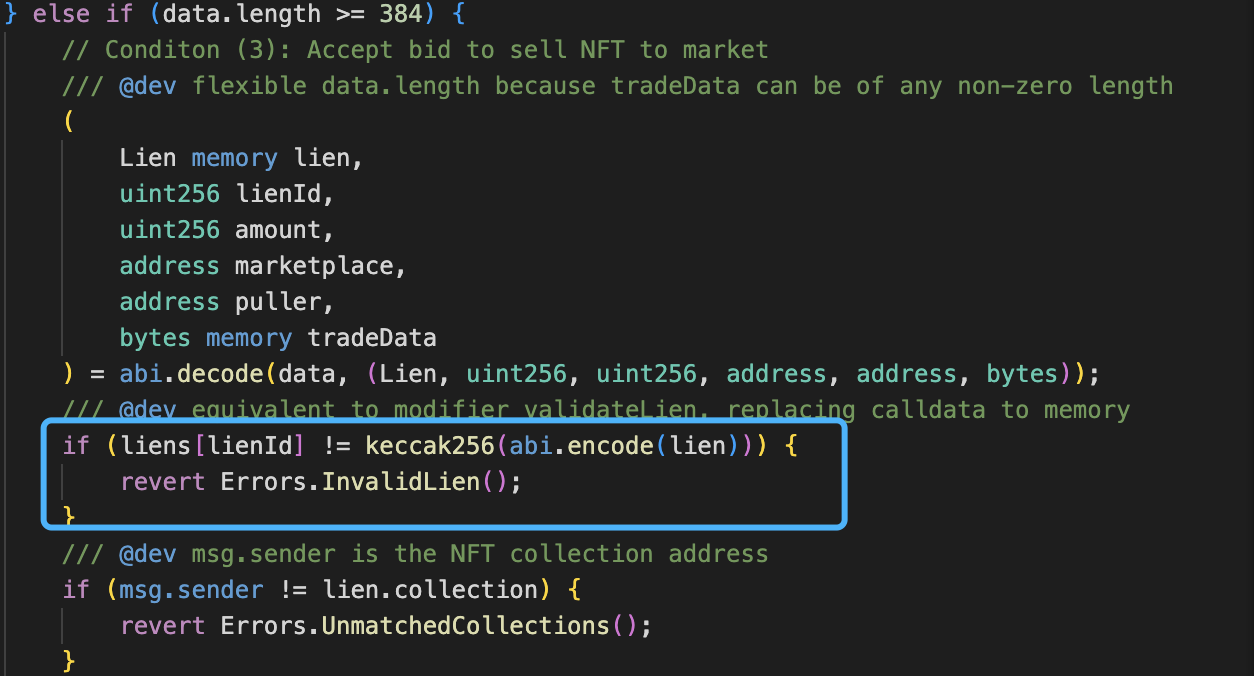 } else if (data.length >= 384) {
// Conditon (3): Accept bid to sell NFT to market
/// @dev flexible data.length because tradeData can be of any non-zero length
(
Lien memory lien,
uint256 lienId,
uint256 amount,
address marketplace,
address puller,
bytes memory tradeData
) = abi.decode(data, (Lien, uint256, uint256, address, address, bytes));
/// @dev equivalent to modifier validateLien, replacing calldata to memory
if (liens[lienId] != keccak256(abi.encode(lien))) {
revert Errors.InvalidLien();
}
/// @dev msg.sender is the NFT collection address
if (msg.sender != lien.collection) {
revert Errors.UnmatchedCollections();
}